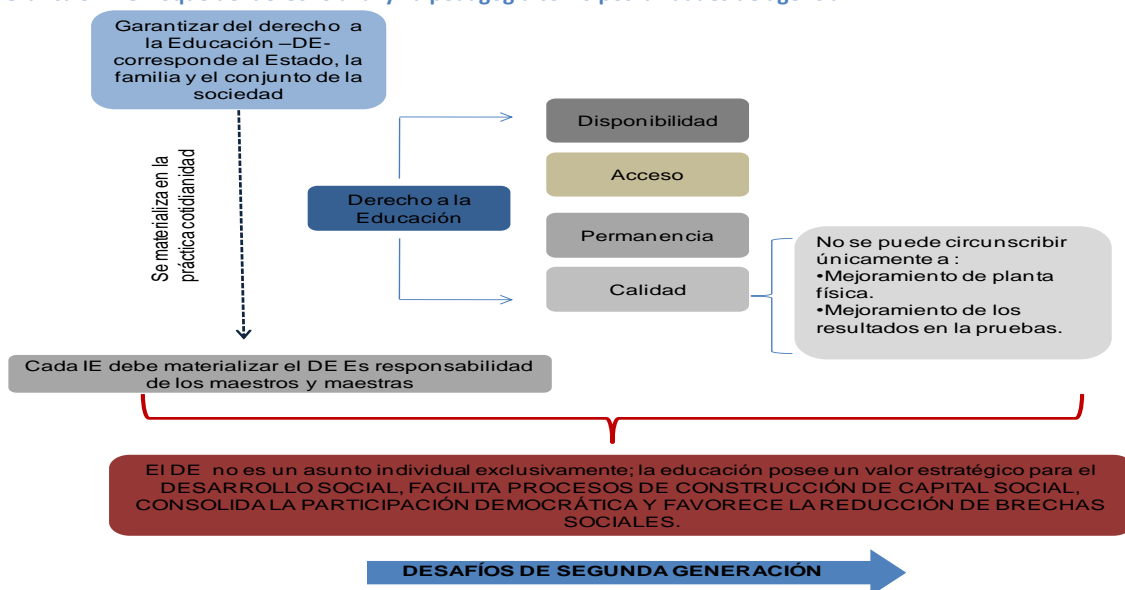 Garantizar del derecho a
la Educación –DE-
corresponde al Estado, la
familia y el conjunto de la
sociedad
Se materializa en la
práctica cotidianidad
Derecho a la
Educación
Disponibilidad
Acceso
Permanencia
Calidad
No se puede circunscribir
únicamente a :
•Mejoramiento de planta
física.
•Mejoramiento de los
resultados en la pruebas.
Cada IE debe materializar el DE Es responsabilidad
de los maestros y maestras
El DE no es un asunto individual exclusivamente; la educación posee un valor estratégico para el
DESARROLLO SOCIAL, FACILITA PROCESOS DE CONSTRUCCIÓN DE CAPITAL SOCIAL,
CONSOLIDA LA PARTICIPACIÓN DEMOCRÁTICA Y FAVORECE LA REDUCCIÓN DE BRECHAS
SOCIALES.
DESAFÍOS DE SEGUNDA GENERACIÓN